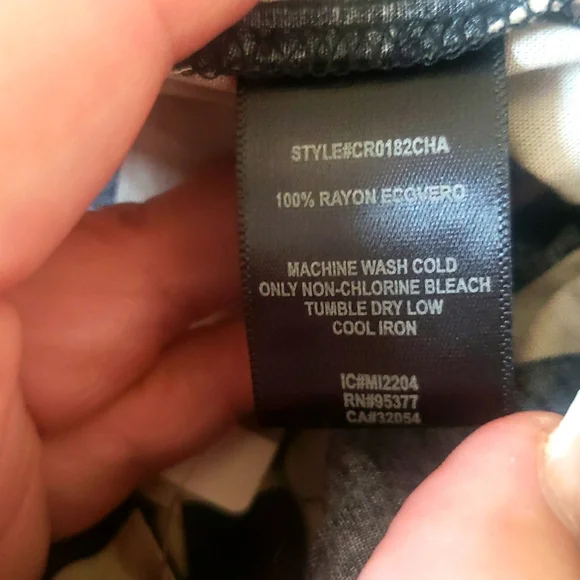 STYLE#CR0182CHA
100% RAYON ECOVERO
MACHINE WASH COLD
ONLY NON-CHLORINE BLEACH
TUMBLE DRY LOW
COOL IRON
IC#MI2204
RN#95377
CA#32054